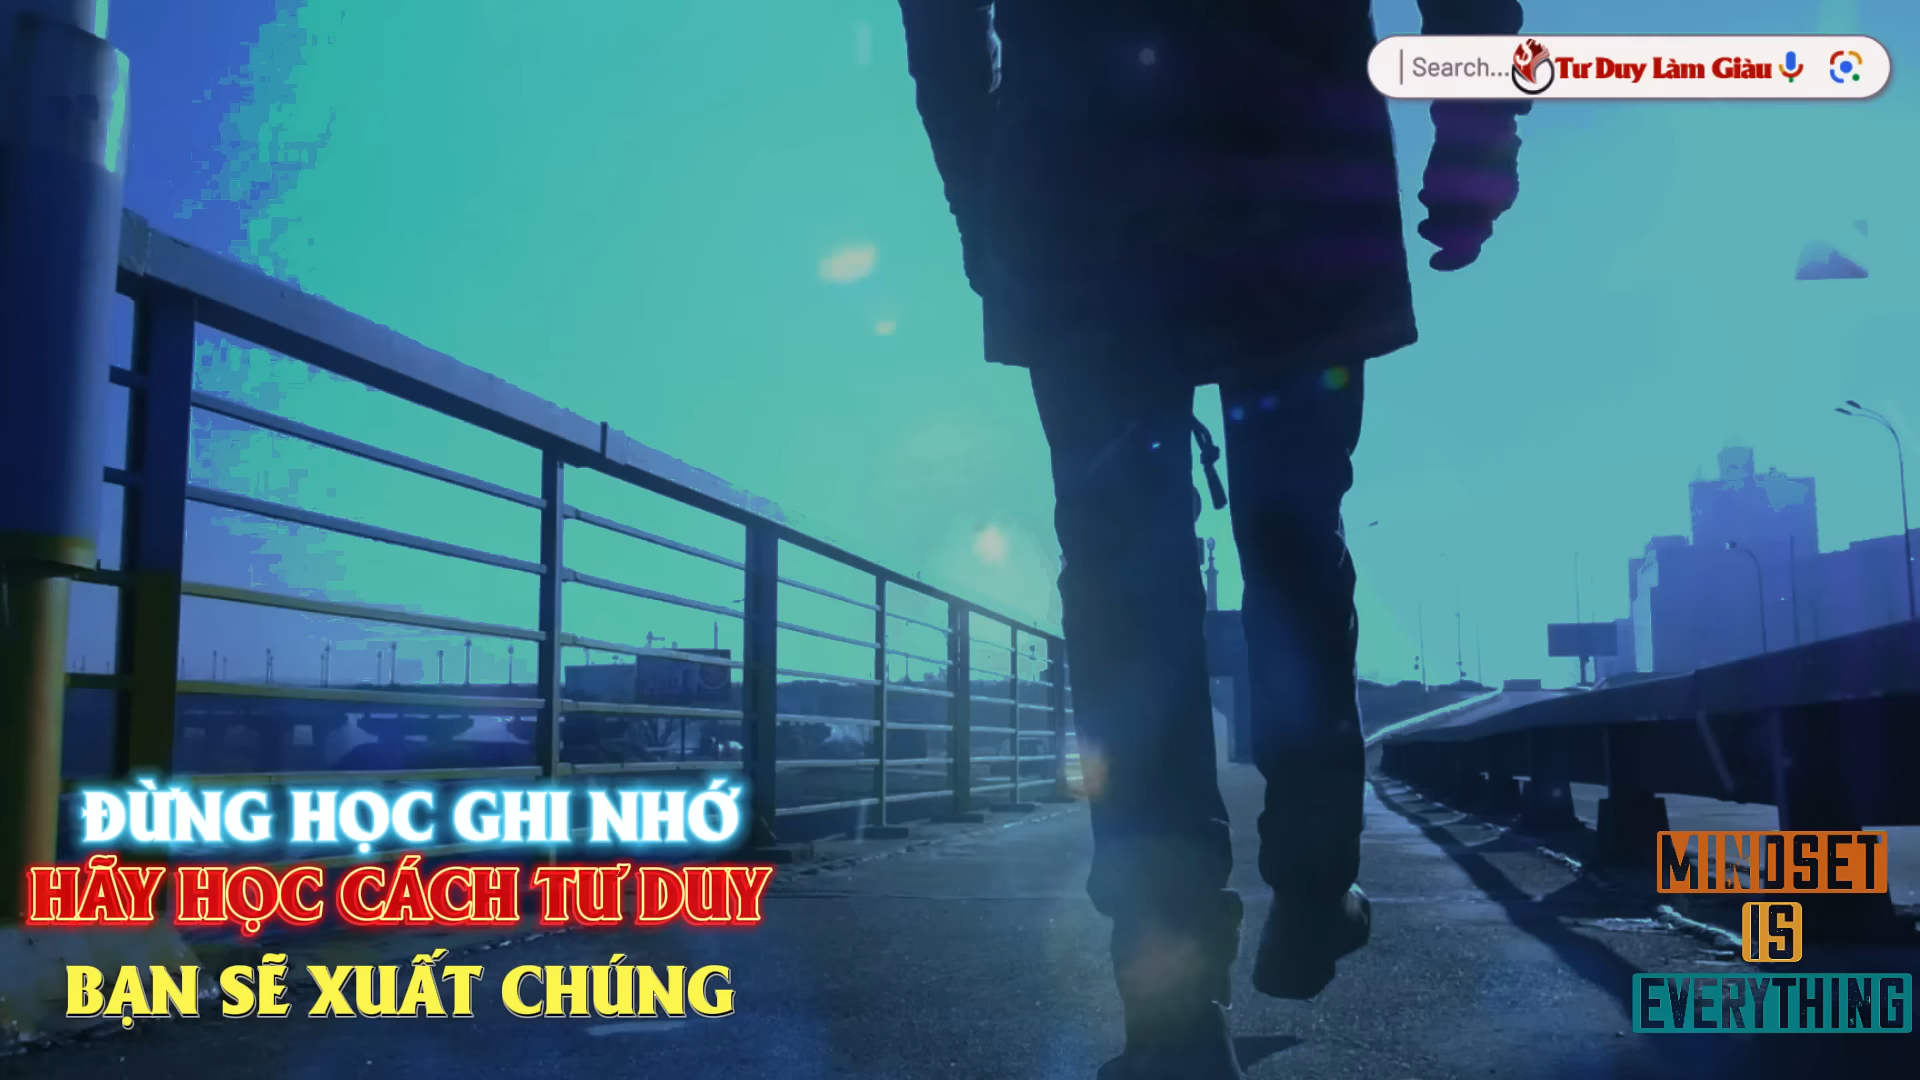 Search... Tư Duy Làm Giàu
ĐỪNG HỌC GHI NHỚ
HÃY HỌC CÁCH TƯ DUY
BẠN SẼ XUẤT CHÚNG
MINDSET
IS
EVERYTHING